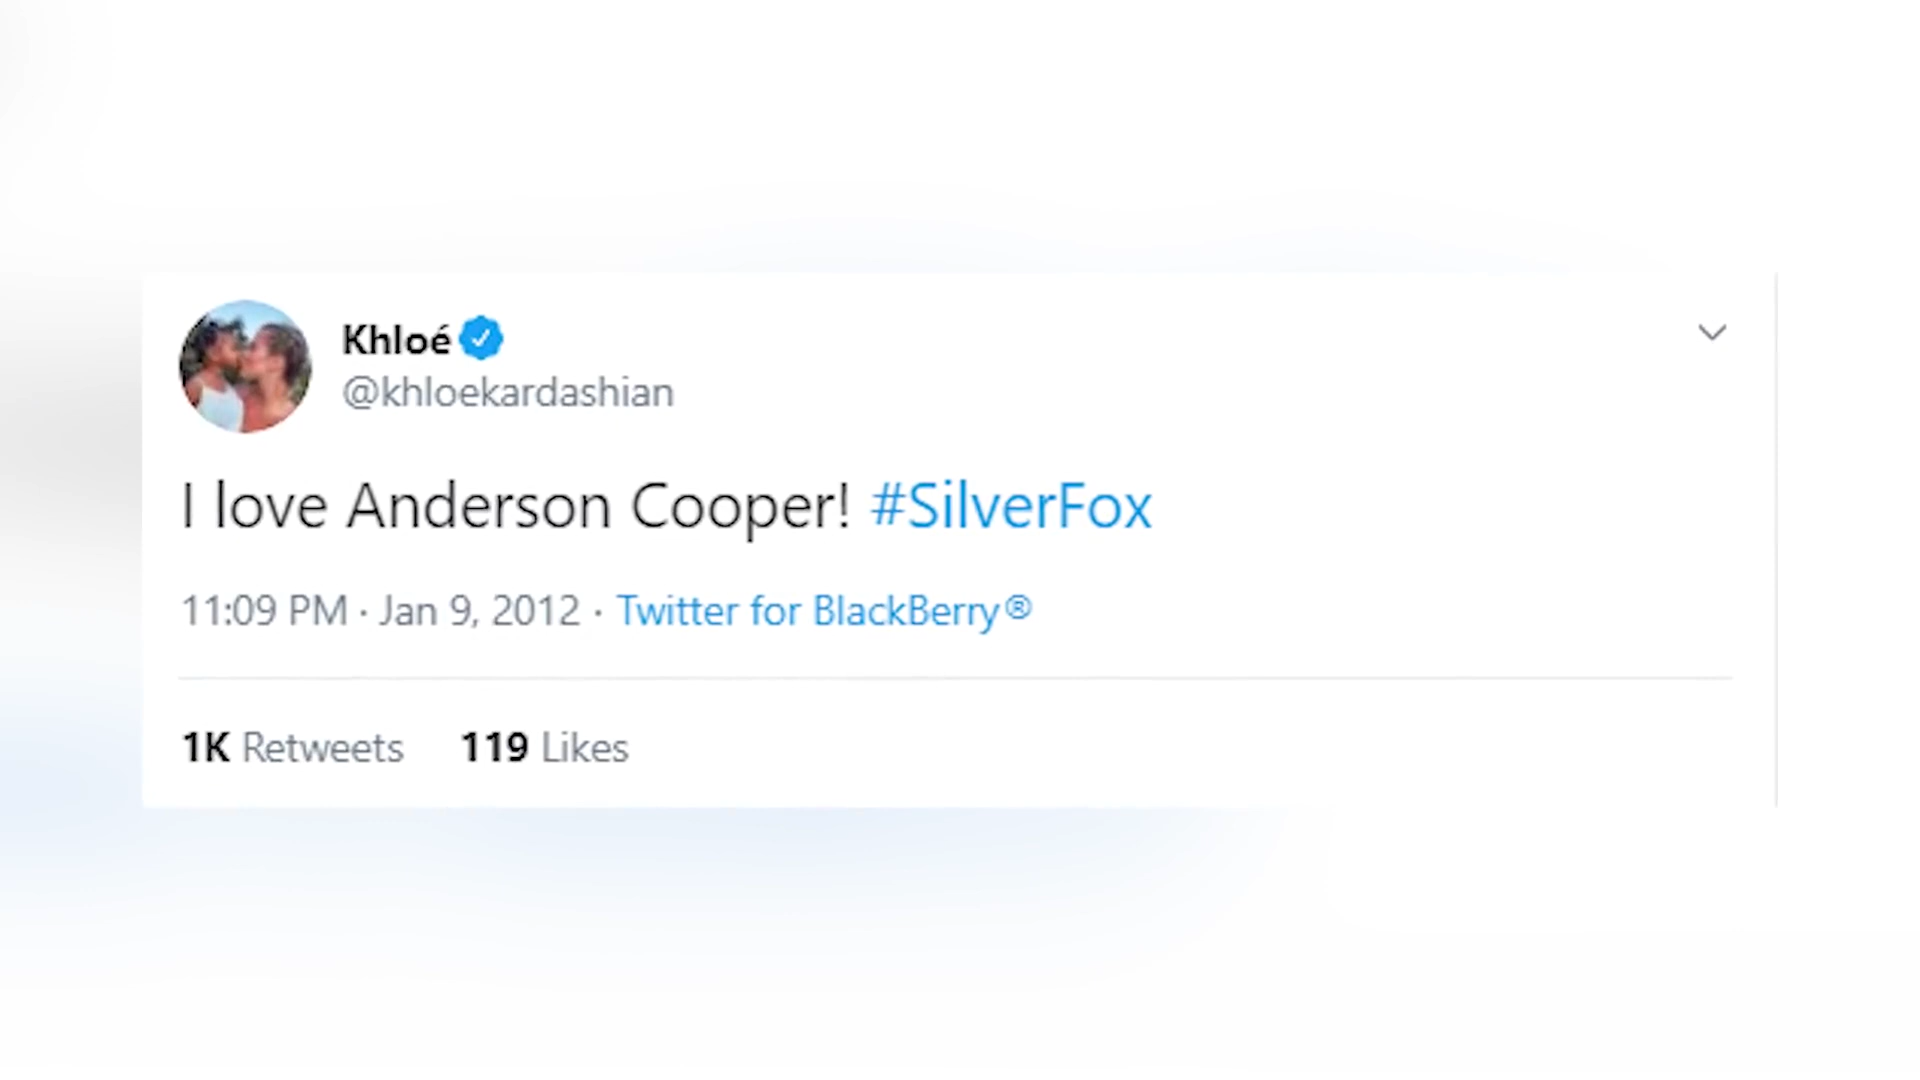 Khloé
@khloekardashian
I love Anderson Cooper! #SilverFox
11:09 PM · Jan 9, 2012 · Twitter for BlackBerry®
1K Retweets 119 Likes